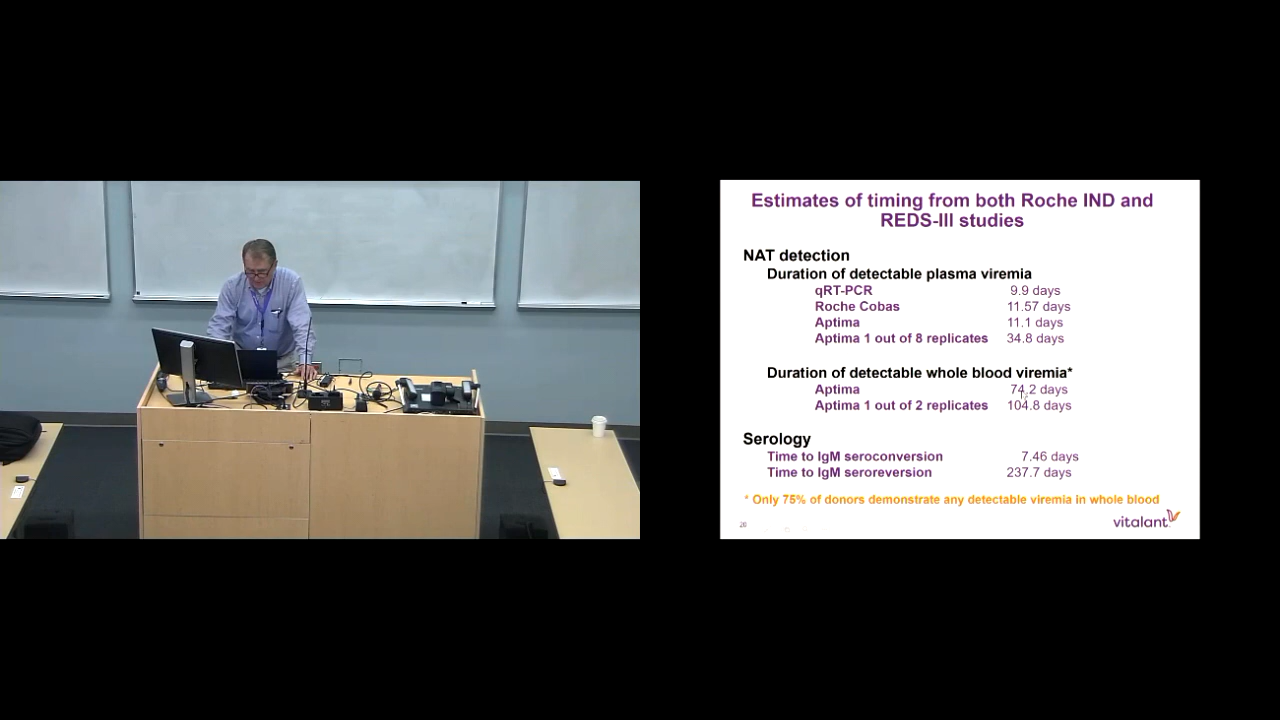 Estimates of timing from both Roche IND and
REDS-III studies
NAT detection
Duration of detectable plasma viremia
qRT-PCR 9.9 days
Roche Cobas 11.57 days
Aptima 11.1 days
Aptima 1 out of 8 replicates 34.8 days
Duration of detectable whole blood viremia*
Aptima 74.2 days
Aptima 1 out of 2 replicates 104.8 days
Serology
Time to IgM seroconversion 7.46 days
Time to IgM seroreversion 237.7 days
* Only 75% of donors demonstrate any detectable viremia in whole blood
vitalant